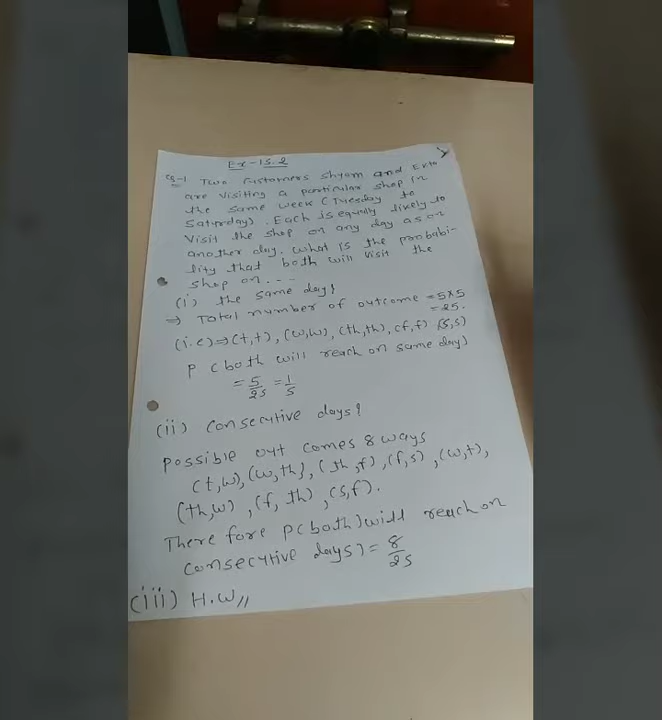 Ex-15.2
Q-1 Two customers Shyam and Ekta
are visiting a particular shop in
the same week (Tuesday to
Saturday). Each is equally likely to
visit the shop on any day as on
another day. What is the probabi-
lity that both will visit the
shop on...
(i) the same day?
⇒ Total number of outcome = 5×5
= 25.
(i.e) ⇒ (t,t), (w,w), (th,th), (f,f) (s,s)
P (both will reach on same day)
= 5/25 = 1/5
(ii) consecutive days?
possible out comes 8 ways
(t,w), (w,th), (th,f), (f,s), (w,t),
(th,w), (f,th), (s,f).
There fore P(both) will reach on
consecutive days) = 8/25
(iii) H.W//